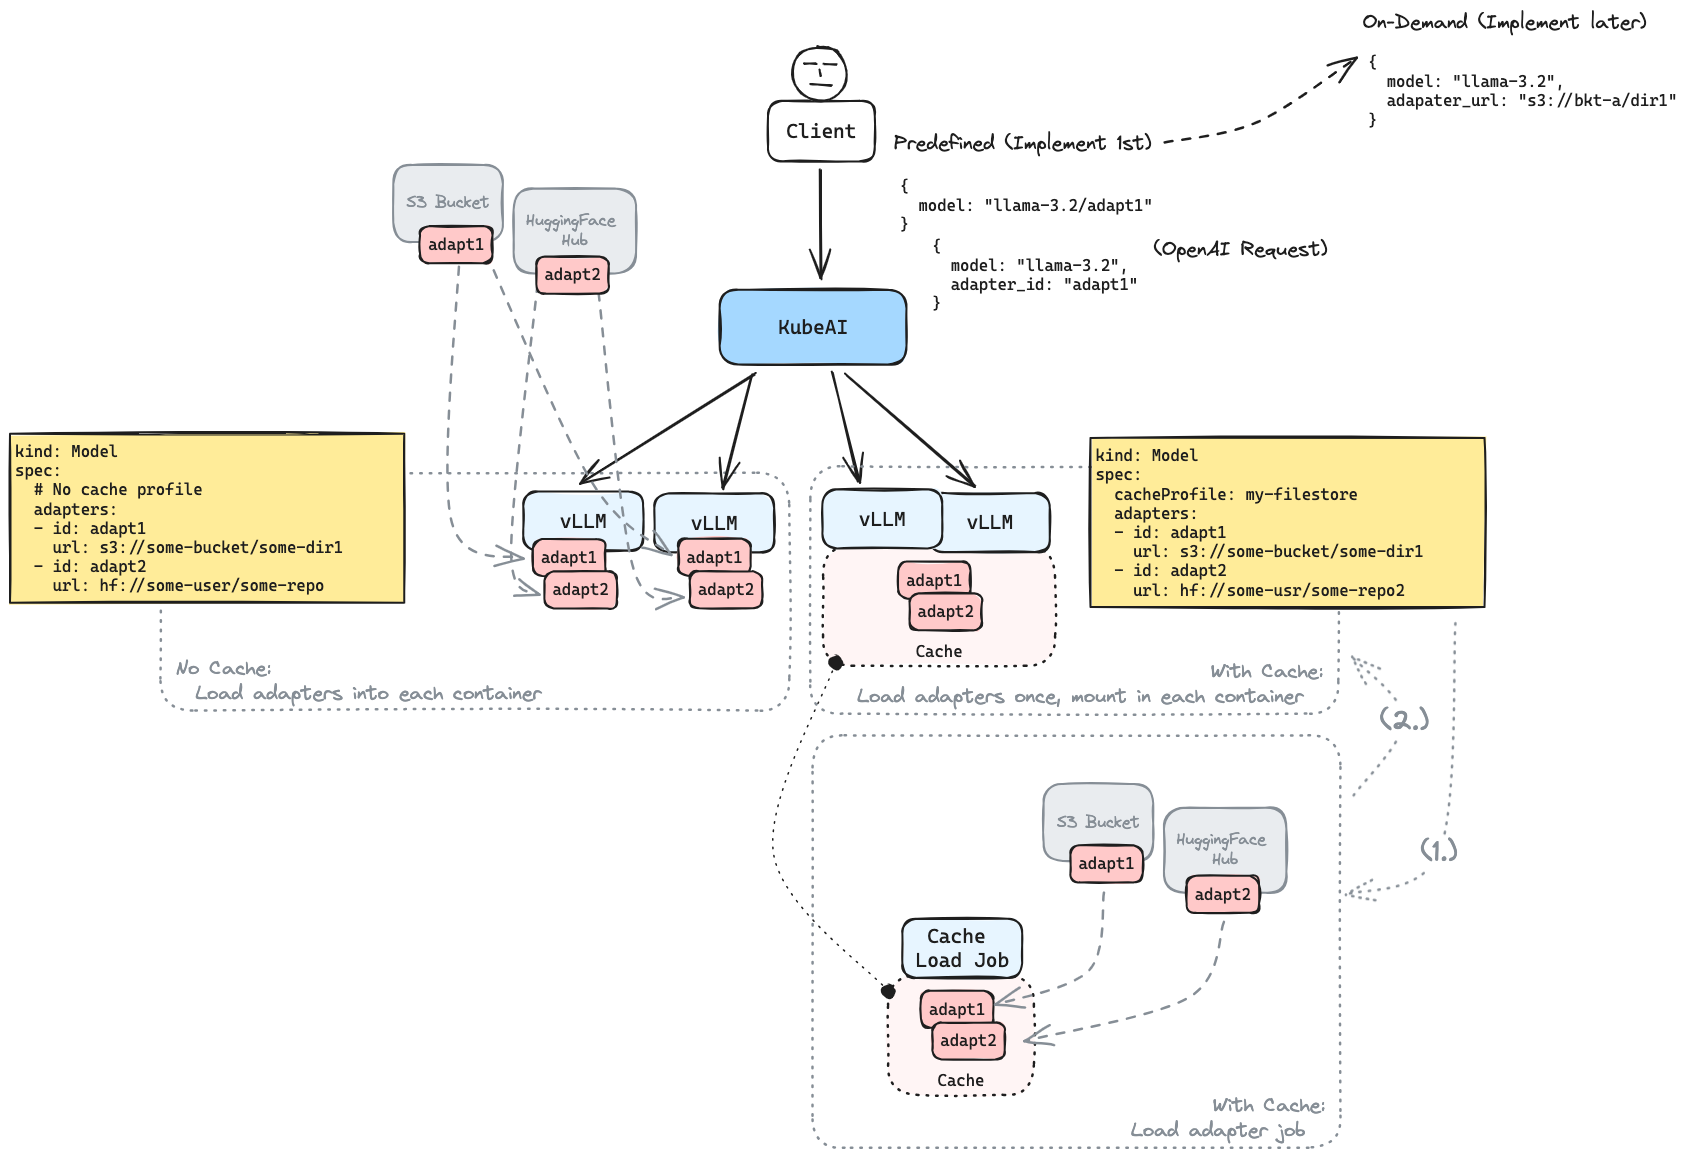 On-Demand (Implement later)
{
  model: "llama-3.2",
  adapater_url: "s3://bkt-a/dir1"
}
Client
Predefined (Implement 1st)
{
  model: "llama-3.2/adapt1"
}
{
  model: "llama-3.2",
  adapter_id: "adapt1"
}
(OpenAI Request)
S3 Bucket
adapt1
HuggingFace
Hub
adapt2
KubeAI
kind: Model
spec:
  # No cache profile
  adapters:
  - id: adapt1
    url: s3://some-bucket/some-dir1
  - id: adapt2
    url: hf://some-user/some-repo
vLLM
adapt1
adapt2
vLLM
adapt1
adapt2
No Cache:
Load adapters into each container
vLLM
vLLM
adapt1
adapt2
Cache
kind: Model
spec:
  cacheProfile: my-filestore
  adapters:
  - id: adapt1
    url: s3://some-bucket/some-dir1
  - id: adapt2
    url: hf://some-usr/some-repo2
With Cache:
Load adapters once, mount in each container
(2.)
(1.)
S3 Bucket
adapt1
HuggingFace
Hub
adapt2
Cache
Load Job
adapt1
adapt2
Cache
With Cache:
Load adapter job